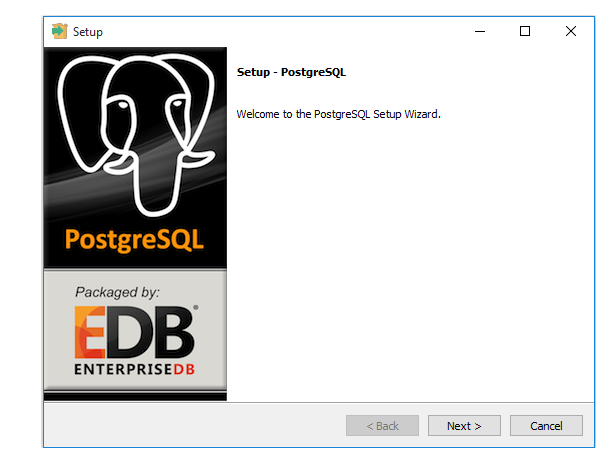 Setup
Setup - PostgreSQL
Welcome to the PostgreSQL Setup Wizard.
PostgreSQL
Packaged by:
EDB®
ENTERPRISEDB
< Back
Next >
Cancel